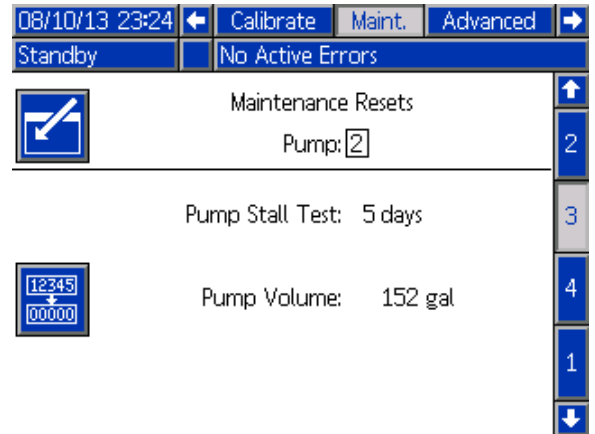 08/10/13 23:24 Calibrate Maint. Advanced
Standby No Active Errors
Maintenance Resets
Pump: 2
2
Pump Stall Test: 5 days
3
12345
00000
Pump Volume: 152 gal
4
1